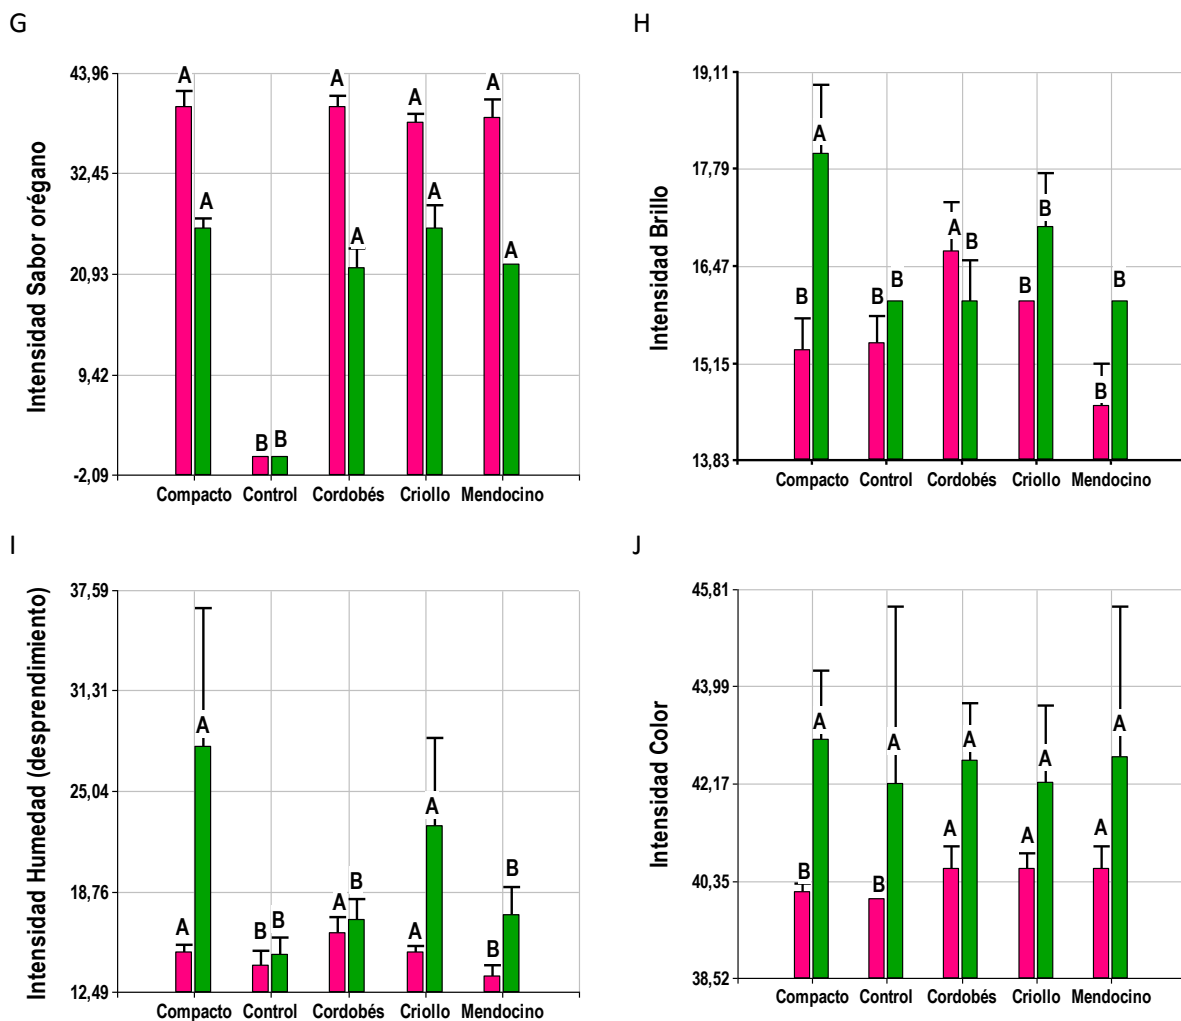 G
Intensidad Sabor orégano
43,96
32,45
20,93
9,42
-2,09
A A B B A A A A A A
Compacto Control Cordobés Criollo Mendocino
H
Intensidad Brillo
19,11
17,79
16,47
15,15
13,83
B A B B A B B B B B
Compacto Control Cordobés Criollo Mendocino
I
Intensidad Humedad (desprendimiento)
37,59
31,31
25,04
18,76
12,49
A A B B A B A A B B
Compacto Control Cordobés Criollo Mendocino
J
Intensidad Color
45,81
43,99
42,17
40,35
38,52
B A B A A A A A A A
Compacto Control Cordobés Criollo Mendocino